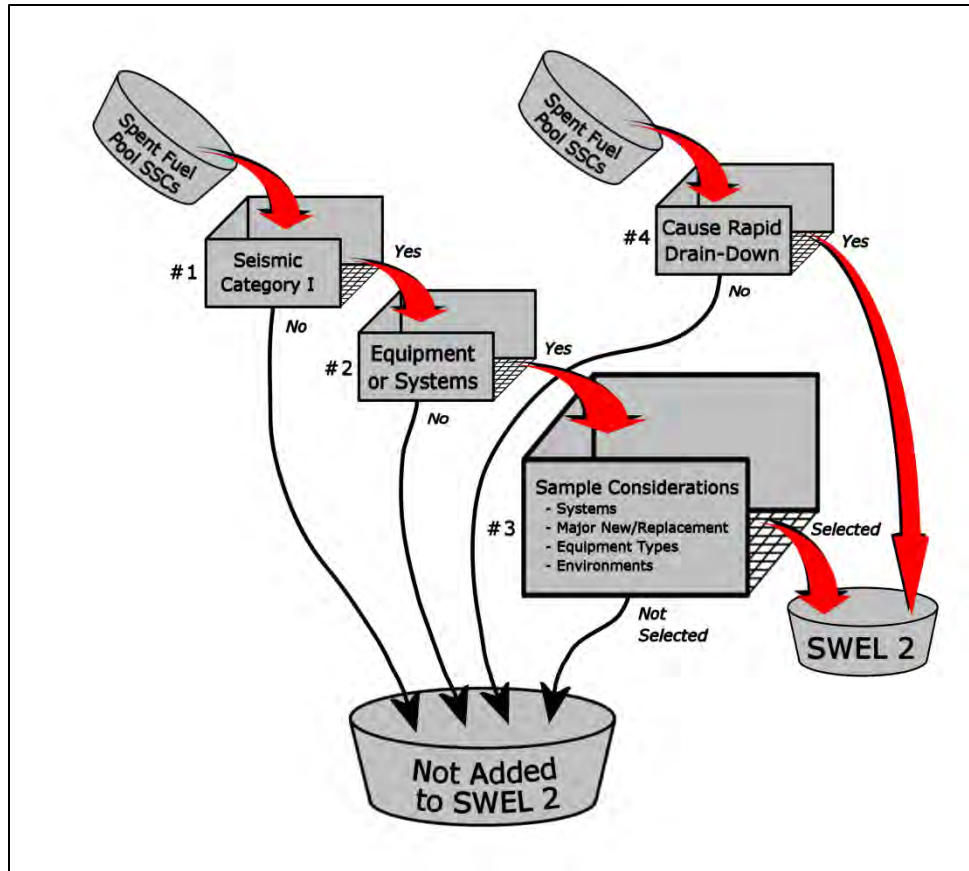 Spent Fuel
Pool SSCs
Spent Fuel
Pool SSCs
#1
Seismic
Category I
Yes
No
#4
Cause Rapid
Drain-Down
Yes
No
#2
Equipment
or Systems
Yes
No
#3
Sample Considerations
- Systems
- Major New/Replacement
- Equipment Types
- Environments
Selected
Not
Selected
SWEL 2
Not Added
to SWEL 2